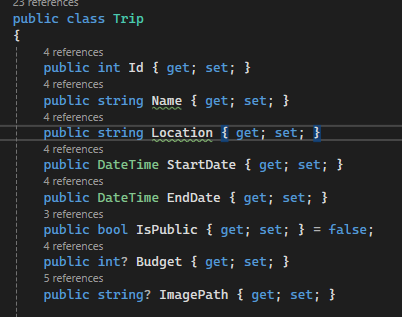 23 references
public class Trip
{
4 references
public int Id { get; set; }
4 references
public string Name { get; set; }
4 references
public string Location { get; set; }
4 references
public DateTime StartDate { get; set; }
4 references
public DateTime EndDate { get; set; }
3 references
public bool IsPublic { get; set; } = false;
4 references
public int? Budget { get; set; }
5 references
public string? ImagePath { get; set; }